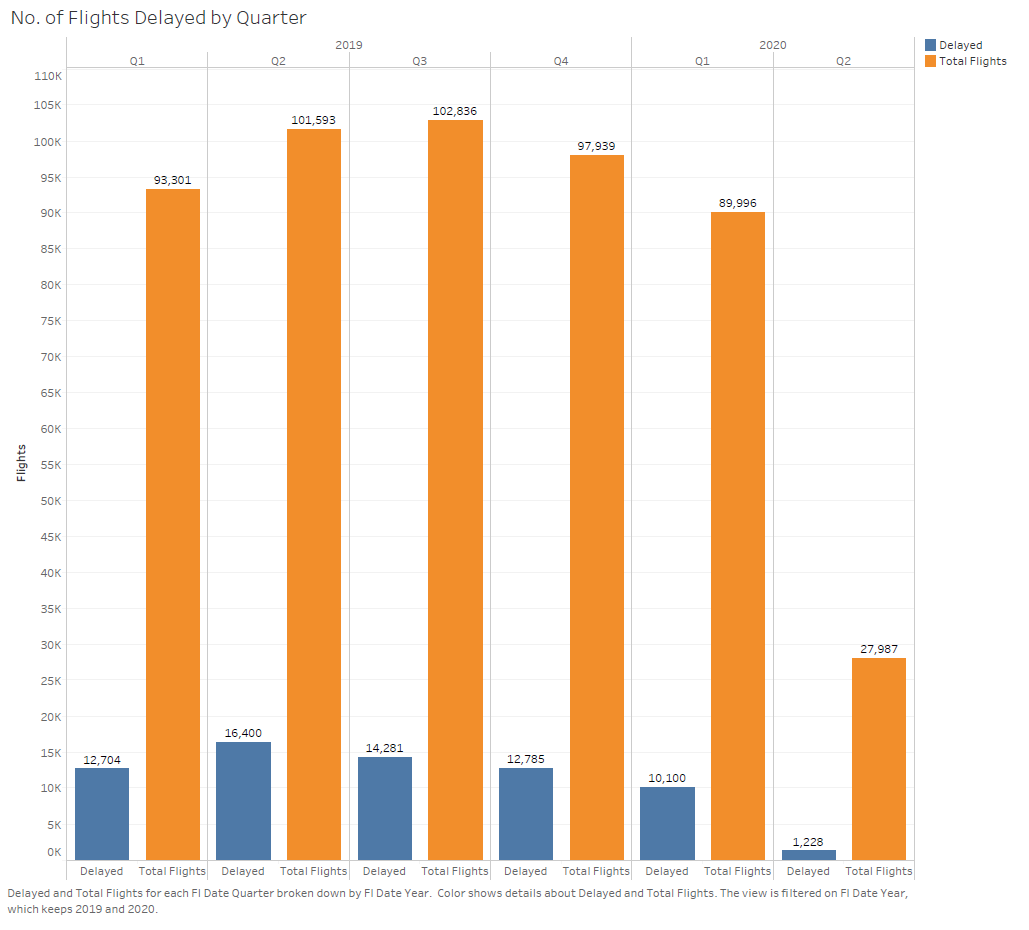 No. of Flights Delayed by Quarter
2019 2020
Q1 Q2 Q3 Q4 Q1 Q2
Delayed
Total Flights
110K
105K
100K
95K
90K
85K
80K
75K
70K
65K
60K
55K
50K
45K
40K
35K
30K
25K
20K
15K
10K
5K
0K
Flights
12,704 93,301 16,400 101,593 14,281 102,836 12,785 97,939 10,100 89,996 1,228 27,987
Delayed Total Flights Delayed Total Flights Delayed Total Flights Delayed Total Flights Delayed Total Flights Delayed Total Flights
Delayed and Total Flights for each Fl Date Quarter broken down by Fl Date Year. Color shows details about Delayed and Total Flights. The view is filtered on Fl Date Year,
which keeps 2019 and 2020.